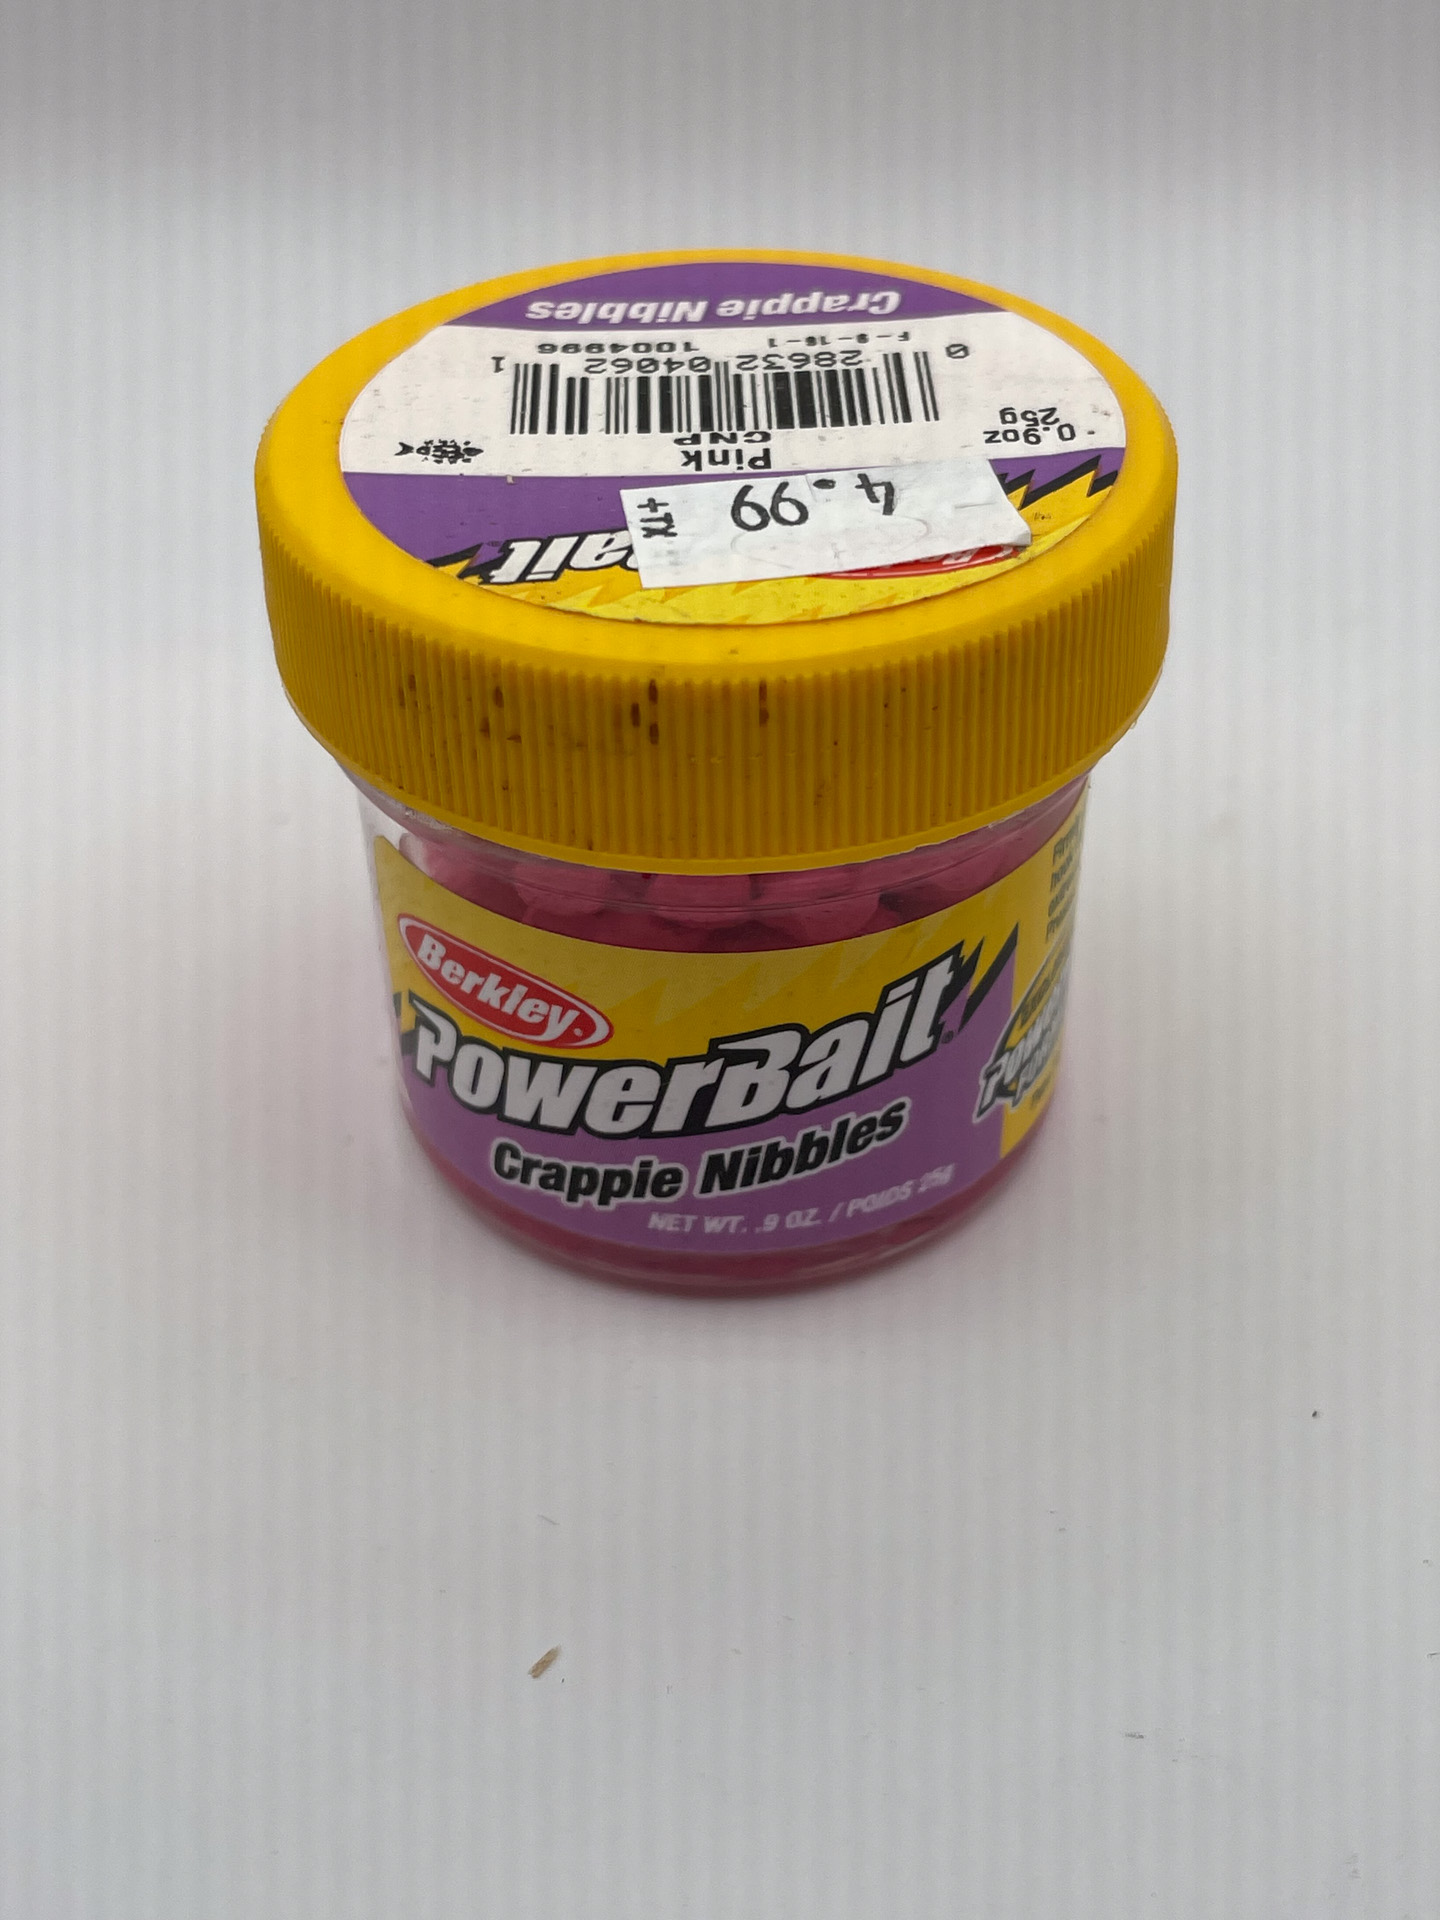 Crappie Nibbles
F-9-16-1
1004996
0 28632 04062 1
0.9oz
25g
Pink
CNP
4.99
+TX
Berkley
PowerBait®
Crappie Nibbles
NET WT. .9 OZ. / POIDS 25g